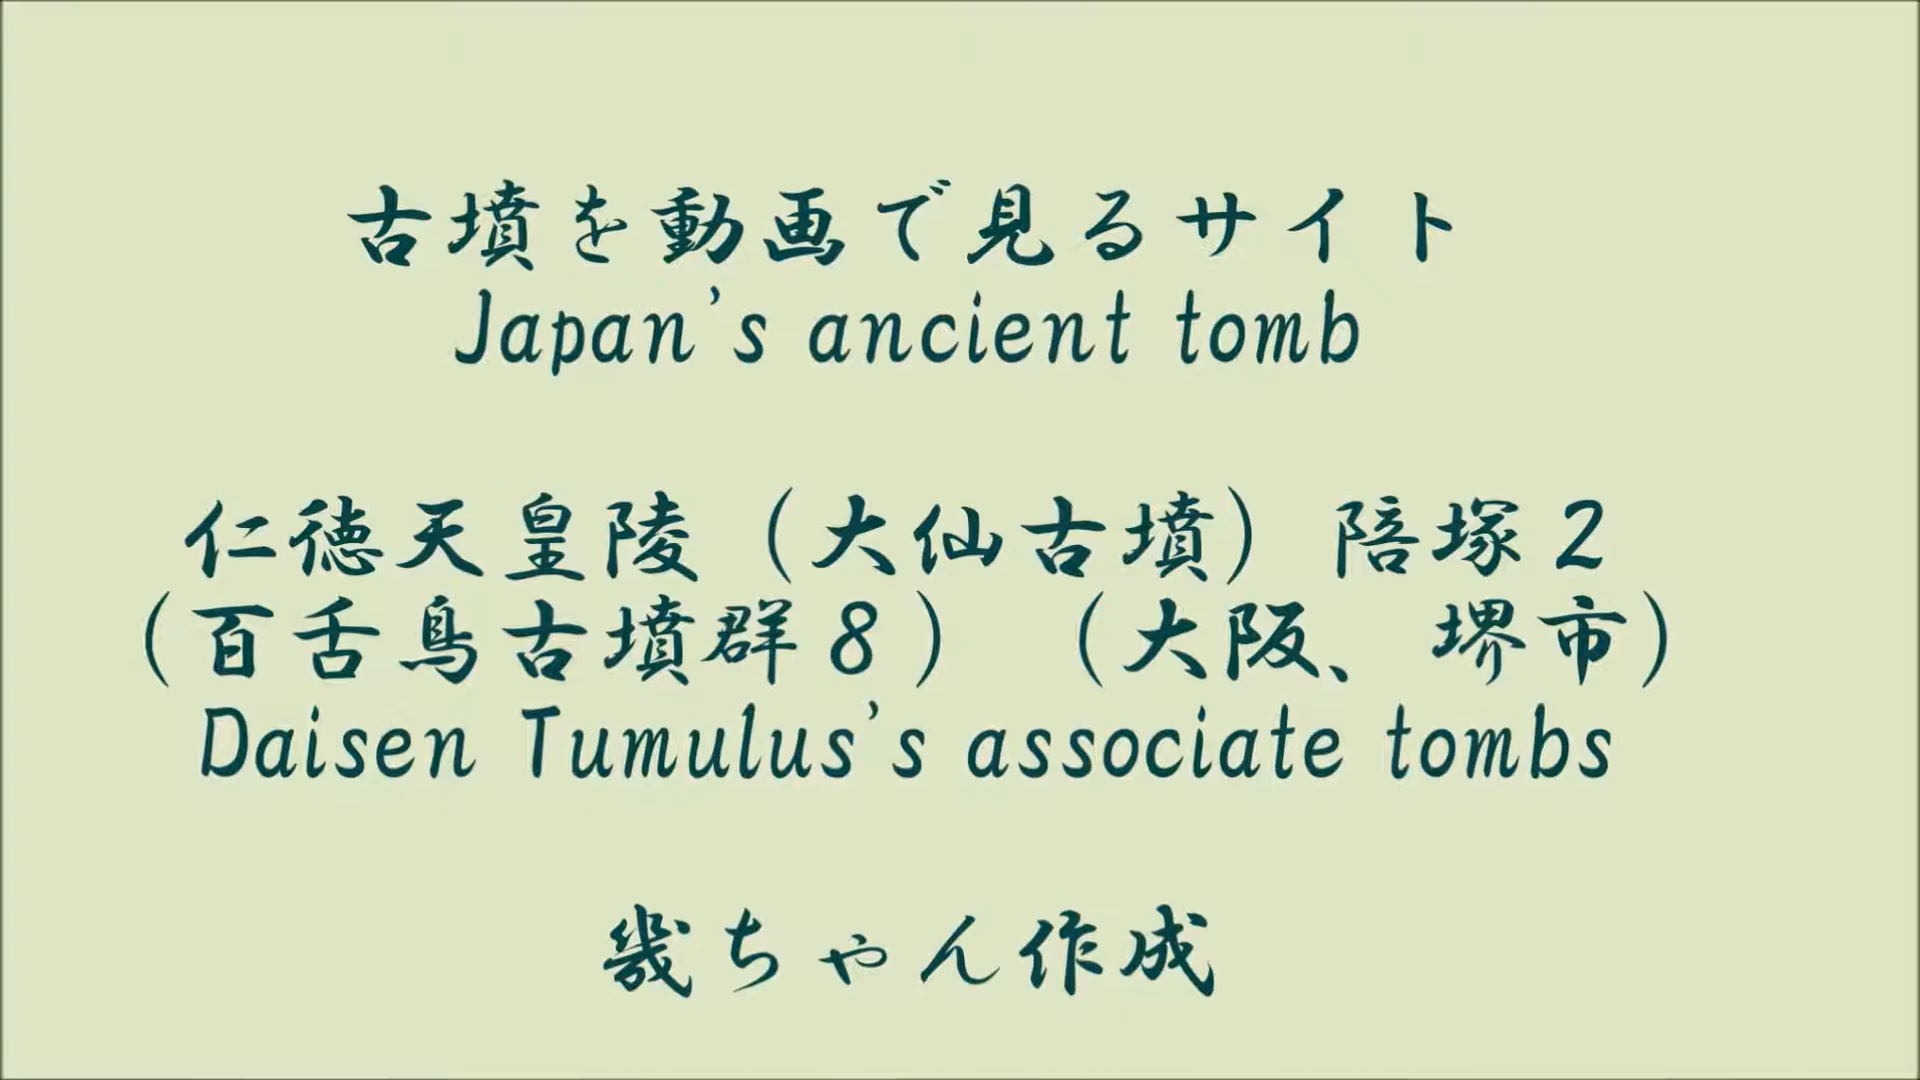 古墳を動画で見るサイト
Japan's ancient tomb
仁徳天皇陵（大仙古墳）陪塚２
（百舌鳥古墳群８）（大阪、堺市）
Daisen Tumulus's associate tombs
幾ちゃん作成